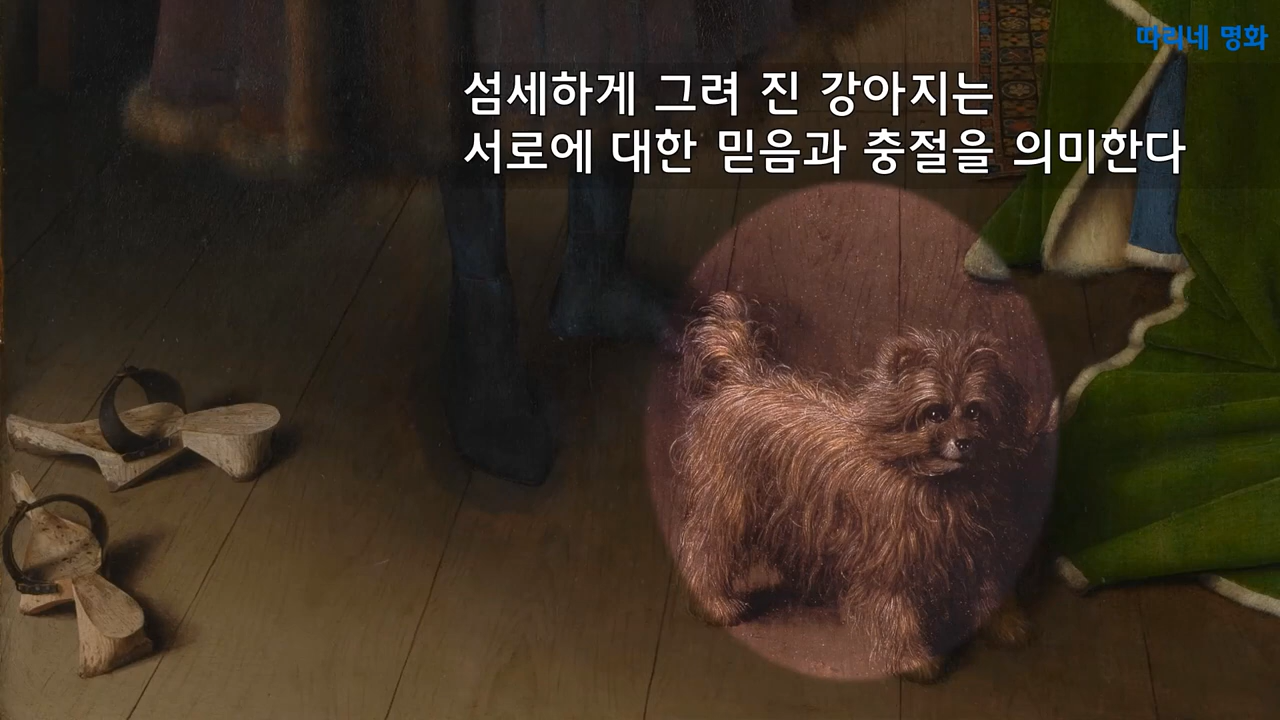 따리네 명화
섬세하게 그려 진 강아지는
서로에 대한 믿음과 충절을 의미한다